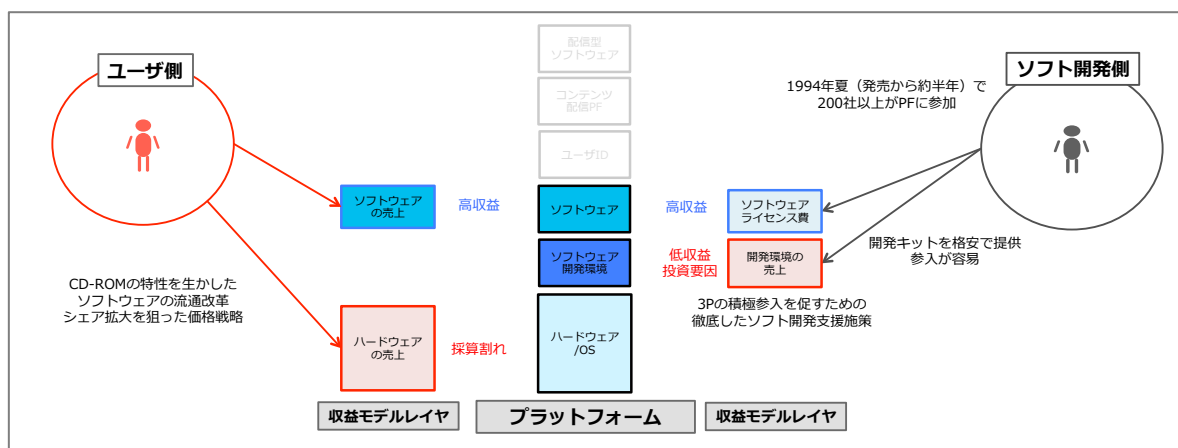 配信型
ソフトウェア
ユーザ側
ソフト開発側
1994年夏（発売から約半年）で
200社以上がPFに参加
コンテンツ
配信PF
ユーザID
ソフトウェア
の売上
高収益
ソフトウェア
高収益
ソフトウェア
ライセンス費
開発キットを格安で提供
参入が容易
ソフトウェア
開発環境
低収益
投資要因
開発環境の
売上
CD-ROMの特性を生かした
ソフトウェアの流通改革
シェア拡大を狙った価格戦略
3Pの積極参入を促すための
徹底したソフト開発支援施策
ハードウェア
の売上
採算割れ
ハードウェア
/OS
収益モデルレイヤ
プラットフォーム
収益モデルレイヤ